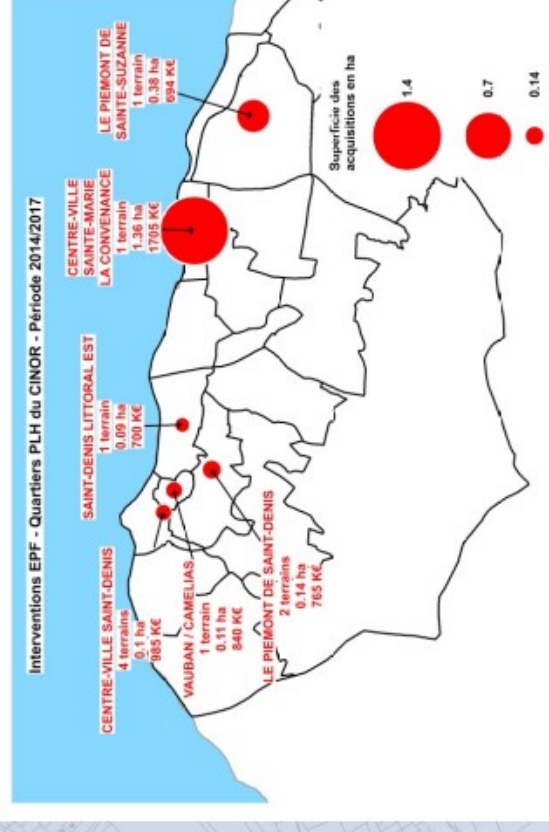 Interventions EPF - Quartiers PLH du CINOR - Période 2014/2017
CENTRE-VILLE SAINT-DENIS
4 terrains
0.1 ha
985 K€
VAUBAN / CAMELIAS
1 terrain
0.11 ha
840 K€
LE PIEMONT DE SAINT-DENIS
2 terrains
0.14 ha
765 K€
SAINT-DENIS LITTORAL EST
1 terrain
0.09 ha
700 K€
CENTRE-VILLE
SAINTE-MARIE
LA CONVENANCE
1 terrain
1.36 ha
1705 K€
LE PIEMONT DE
SAINTE-SUZANNE
1 terrain
0.38 ha
694 K€
Superficie des
acquisitions en ha
1.4
0.7
0.14